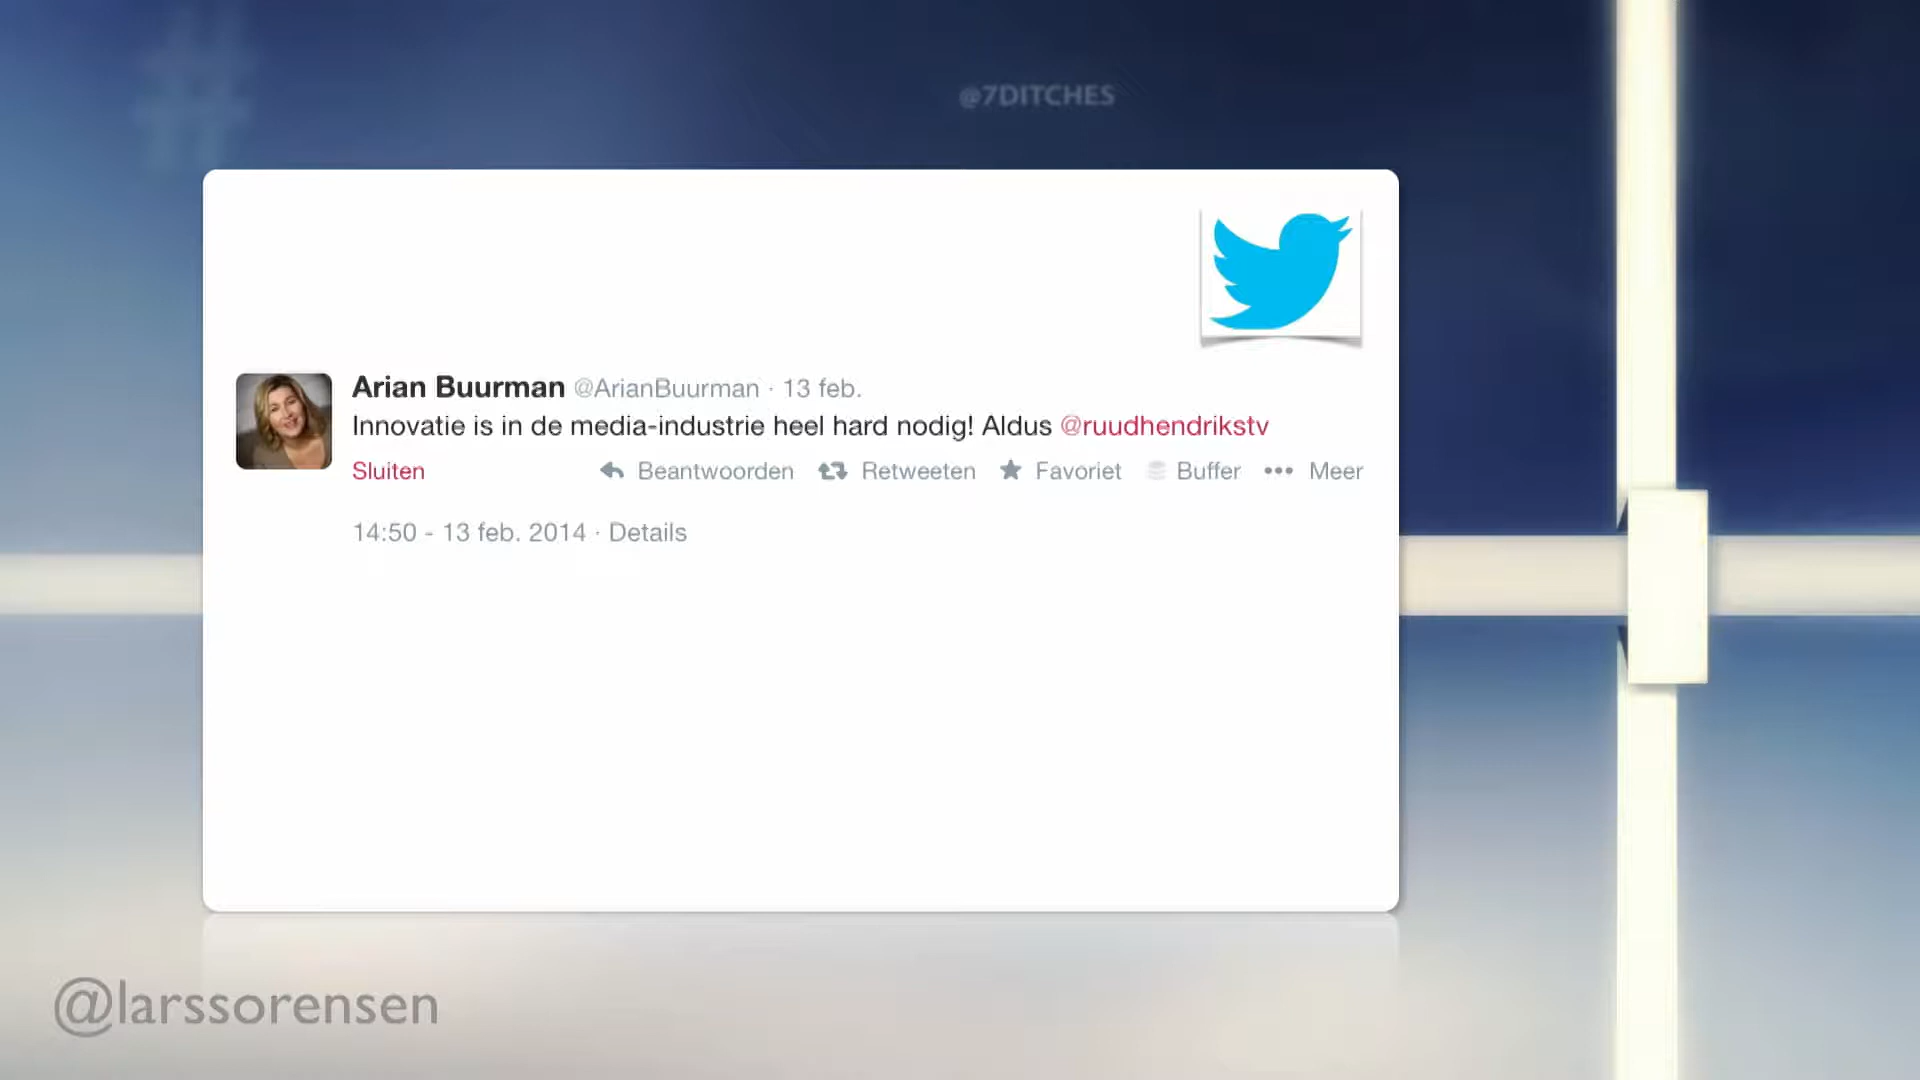 @7DITCHES
Arian Buurman @ArianBuurman · 13 feb.
Innovatie is in de media-industrie heel hard nodig! Aldus @ruudhendrikstv
Sluiten Beantwoorden Retweeten Favoriet Buffer ••• Meer
14:50 - 13 feb. 2014 · Details
@larssorensen